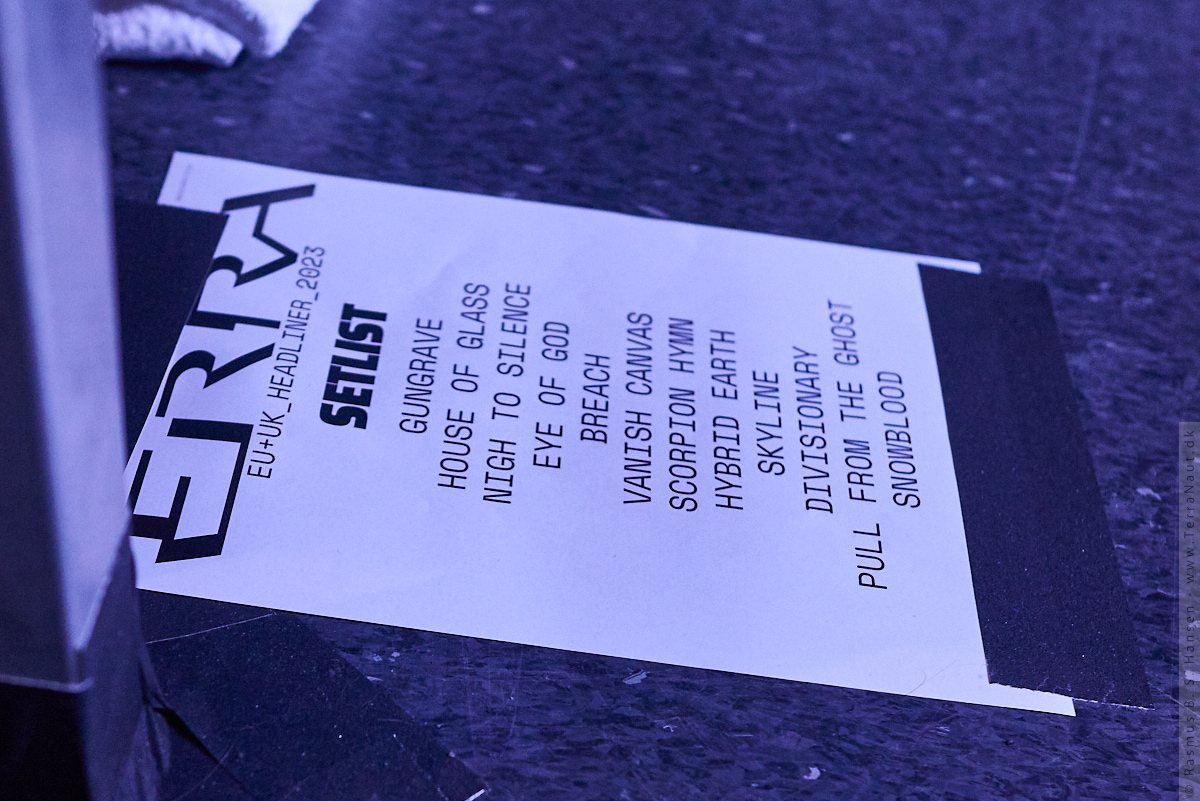 ERRA
EU+UK_HEADLINER_2023
SETLIST
GUNGRAVE
HOUSE OF GLASS
NIGH TO SILENCE
EYE OF GOD
BREACH
VANISH CANVAS
SCORPION HYMN
HYBRID EARTH
SKYLINE
DIVISIONARY
PULL FROM THE GHOST
SNOWBLOOD
Hansen, www.TerraNaut.dk